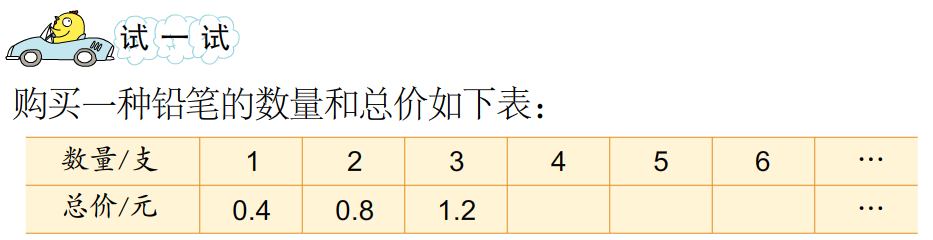 试一试
购买一种铅笔的数量和总价如下表：
数量/支 1 2 3 4 5 6 …
总价/元 0.4 0.8 1.2 …